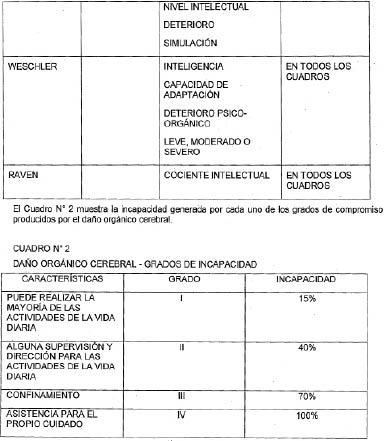 NIVEL INTELECTUAL
DETERIORO
SIMULACIÓN
WESCHLER INTELIGENCIA EN TODOS LOS
CUADROS
CAPACIDAD DE
ADAPTACIÓN
DETERIORO PSICO-
ORGÁNICO
LEVE, MODERADO O
SEVERO
RAVEN COCIENTE INTELECTUAL EN TODOS LOS
CUADROS
El Cuadro N° 2 muestra la incapacidad generada por cada uno de los grados de compromiso
producidos por el daño orgánico cerebral.
CUADRO N° 2
DAÑO ORGÁNICO CEREBRAL - GRADOS DE INCAPACIDAD
CARACTERÍSTICAS GRADO INCAPACIDAD
PUEDE REALIZAR LA I 15%
MAYORÍA DE LAS
ACTIVIDADES DE LA VIDA
DIARIA
ALGUNA SUPERVISIÓN Y II 40%
DIRECCIÓN PARA LAS
ACTIVIDADES DE LA VIDA
DIARIA
CONFINAMIENTO III 70%
ASISTENCIA PARA EL IV 100%
PROPIO CUIDADO